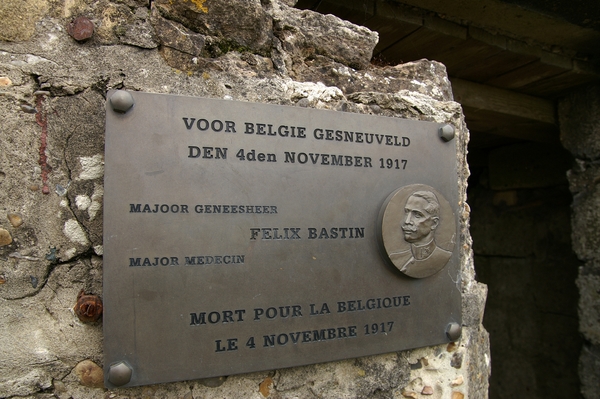 VOOR BELGIE GESNEUVELD
DEN 4den NOVEMBER 1917
MAJOOR GENEESHEER
FELIX BASTIN
MAJOR MEDECIN
MORT POUR LA BELGIQUE
LE 4 NOVEMBRE 1917